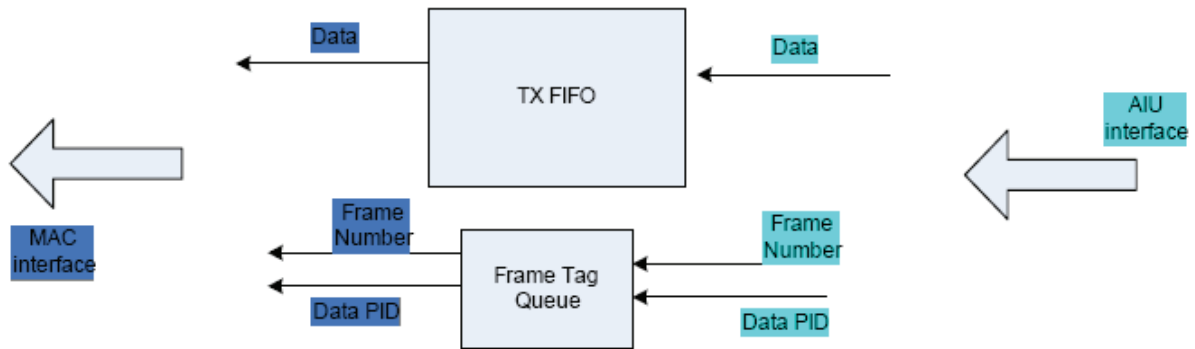 Data
TX FIFO
Data
AIU
interface
MAC
interface
Frame
Number
Data PID
Frame Tag
Queue
Frame
Number
Data PID